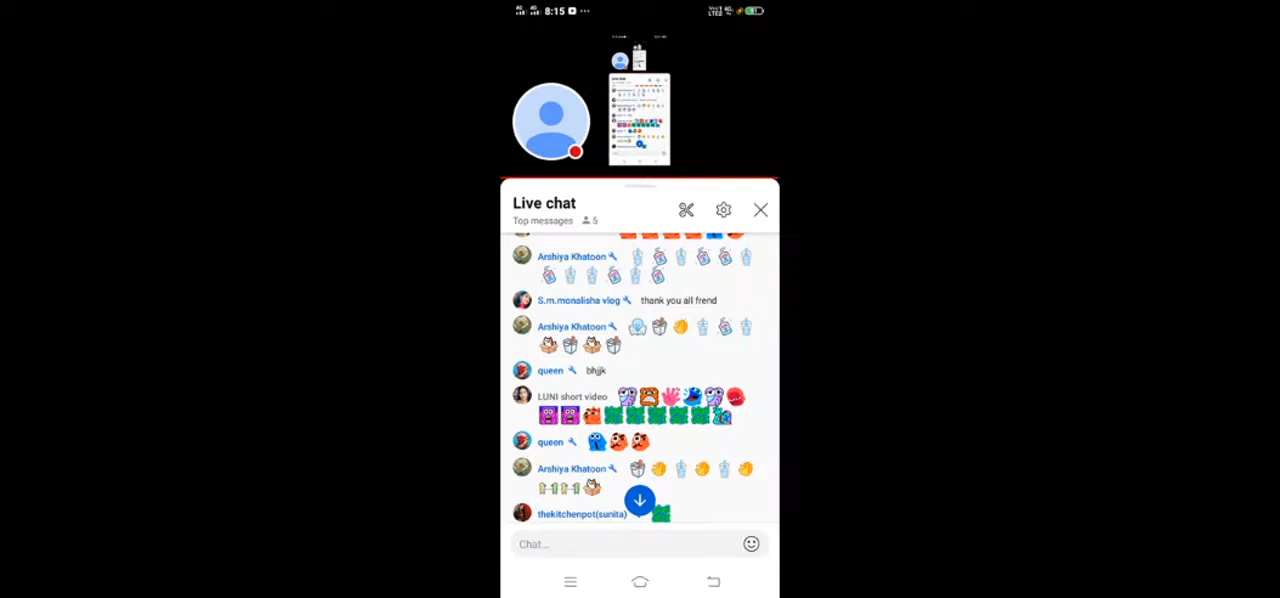 8:15
Live chat
Top messages 5
Arshiya Khatoon
S.m.monalisha vlog thank you all frend
Arshiya Khatoon
queen bhjjk
LUNI short video
queen
Arshiya Khatoon
thekitchenpot(sunita)
Chat...